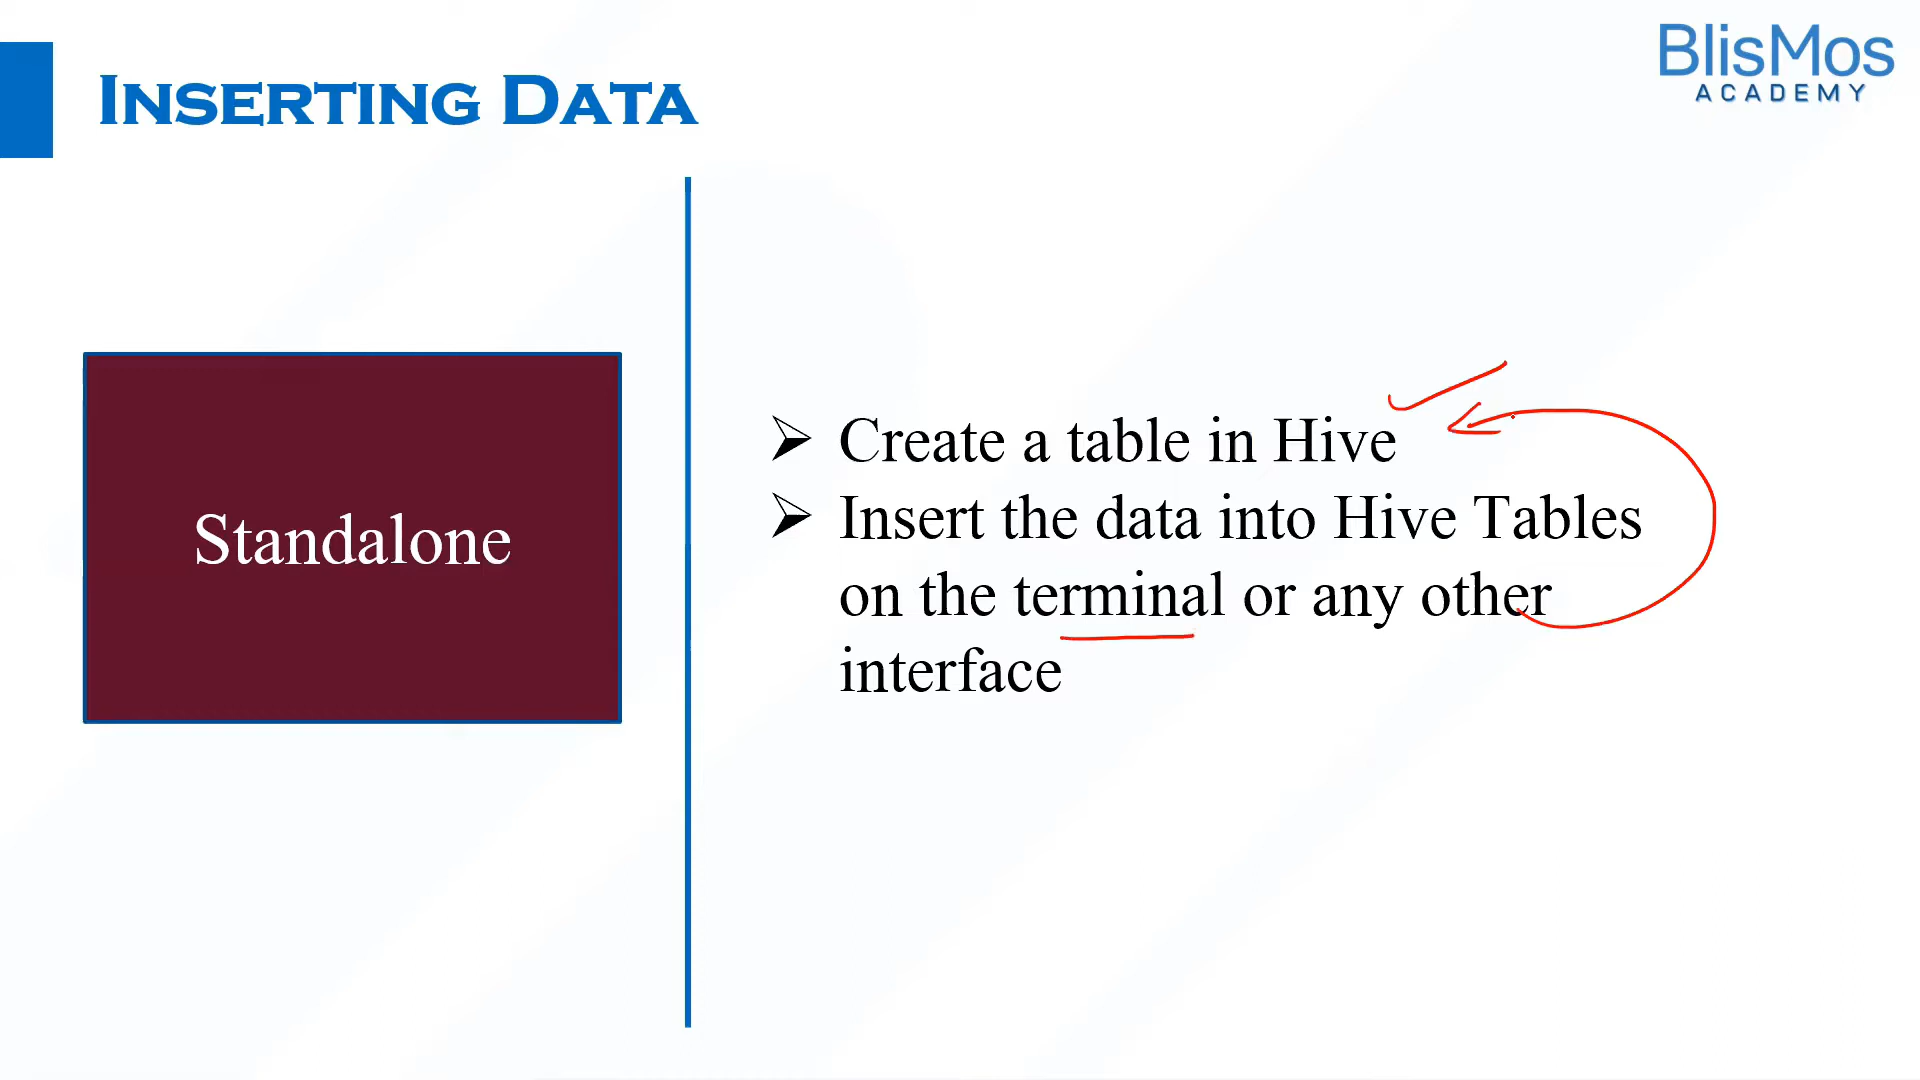 BlisMos
ACADEMY
INSERTING DATA
Standalone
➢ Create a table in Hive
➢ Insert the data into Hive Tables
on the terminal or any other
interface